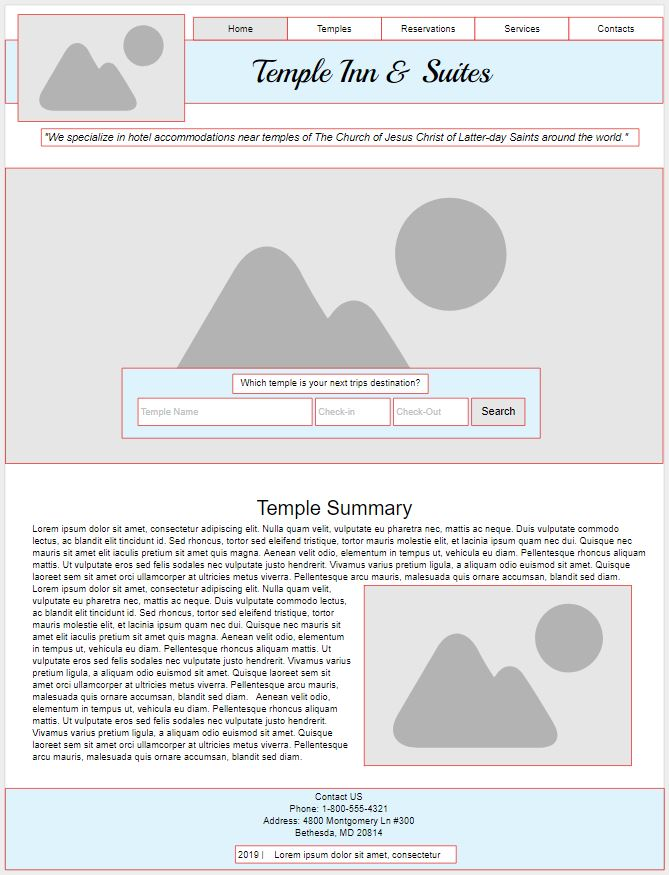 Home
Temples
Reservations
Services
Contacts
Temple Inn & Suites
"We specialize in hotel accommodations near temples of The Church of Jesus Christ of Latter-day Saints around the world."
Which temple is your next trips destination?
Temple Name
Check-in
Check-Out
Search
Temple Summary
Lorem ipsum dolor sit amet, consectetur adipiscing elit. Nulla quam velit, vulputate eu pharetra nec, mattis ac neque. Duis vulputate commodo
lectus, ac blandit elit tincidunt id. Sed rhoncus, tortor sed eleifend tristique, tortor mauris molestie elit, et lacinia ipsum quam nec dui. Quisque nec
mauris sit amet elit iaculis pretium sit amet quis magna. Aenean velit odio, elementum in tempus ut, vehicula eu diam. Pellentesque rhoncus aliquam
mattis. Ut vulputate eros sed felis sodales nec vulputate justo hendrerit. Vivamus varius pretium ligula, a aliquam odio euismod sit amet. Quisque
laoreet sem sit amet orci ullamcorper at ultricies metus viverra. Pellentesque arcu mauris, malesuada quis ornare accumsan, blandit sed diam.
Lorem ipsum dolor sit amet, consectetur adipiscing elit. Nulla quam velit,
vulputate eu pharetra nec, mattis ac neque. Duis vulputate commodo lectus,
ac blandit elit tincidunt id. Sed rhoncus, tortor sed eleifend tristique, tortor
mauris molestie elit, et lacinia ipsum quam nec dui. Quisque nec mauris sit
amet elit iaculis pretium sit amet quis magna. Aenean velit odio, elementum
in tempus ut, vehicula eu diam. Pellentesque rhoncus aliquam mattis. Ut
vulputate eros sed felis sodales nec vulputate justo hendrerit. Vivamus varius
pretium ligula, a aliquam odio euismod sit amet. Quisque laoreet sem sit
amet orci ullamcorper at ultricies metus viverra. Pellentesque arcu mauris,
malesuada quis ornare accumsan, blandit sed diam. Aenean velit odio,
elementum in tempus ut, vehicula eu diam. Pellentesque rhoncus aliquam
mattis. Ut vulputate eros sed felis sodales nec vulputate justo hendrerit.
Vivamus varius pretium ligula, a aliquam odio euismod sit amet. Quisque
laoreet sem sit amet orci ullamcorper at ultricies metus viverra. Pellentesque
arcu mauris, malesuada quis ornare accumsan, blandit sed diam.
Contact US
Phone: 1-800-555-4321
Address: 4800 Montgomery Ln #300
Bethesda, MD 20814
2019 | Lorem ipsum dolor sit amet, consectetur